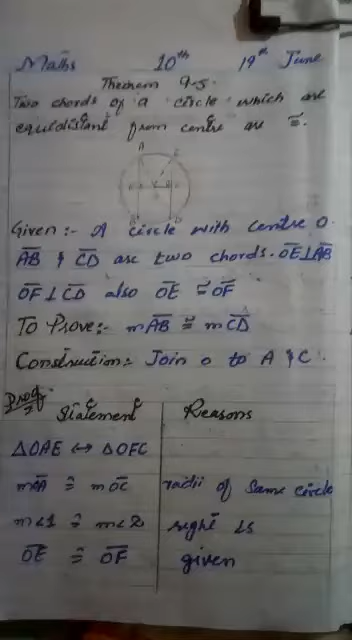 Maths 10th 19th June
Theorem 9.5.
Two chords of a circle which are
equidistant from centre are ≅.
A C
B D
Given:- A circle with centre O.
AB & CD are two chords. OE⊥AB
OF⊥CD also OE ≅ OF
To Prove:- mAB ≅ mCD
Construction:- Join O to A & C.
Proof
Statement Reasons
△OAE ↔ △OFC
mOA ≅ mOC radii of same circle
m<1 ≅ m<2 right <s
OE ≅ OF given